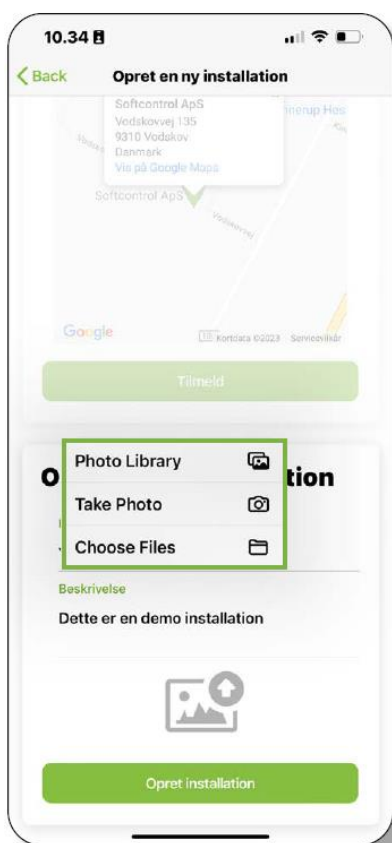 10.34
Back
Opret en ny installation
Softcontrol ApS
Vodskovvej 135
9310 Vodskov
Danmark
Vis på Google Maps
Softcontrol ApS
Vodskovvej
Google
Kortdata ©2023 Servicevilkår
Tilmeld
O
tion
Photo Library
Take Photo
Choose Files
Beskrivelse
Dette er en demo installation
Opret installation